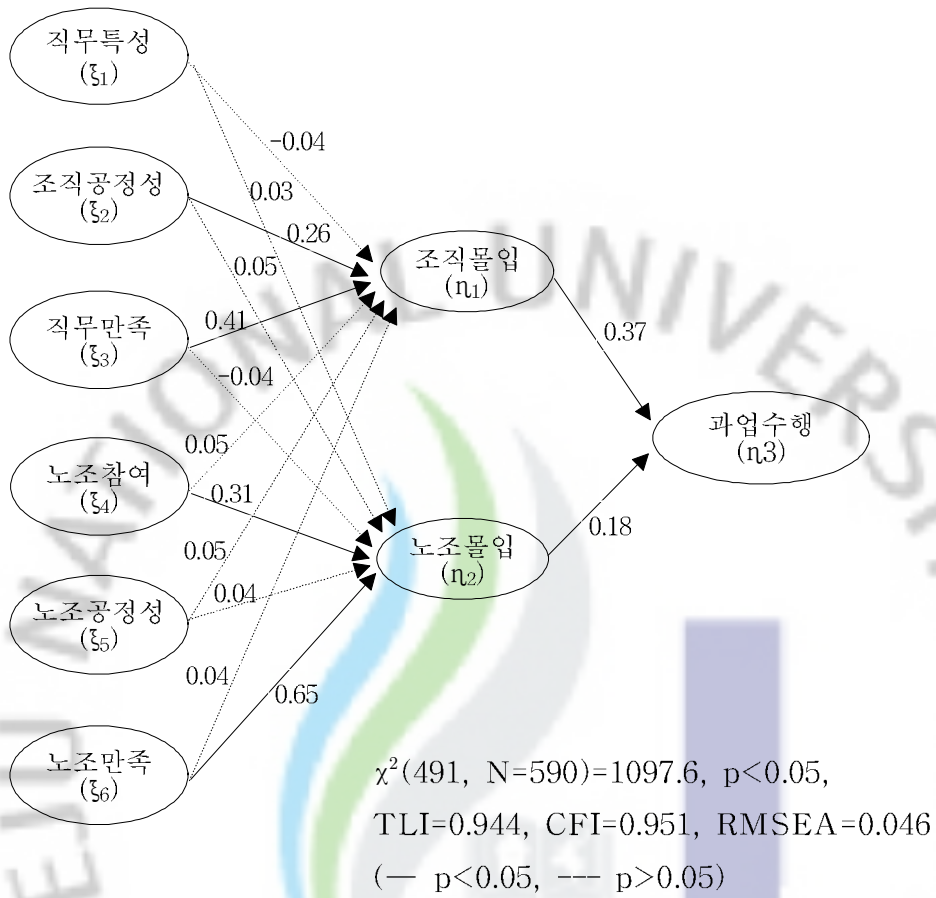 직무특성
(ξ1)
-0.04
조직공정성
(ξ2)
0.03
0.26
0.05
조직몰입
(η1)
직무만족
(ξ3)
0.41
-0.04
0.37
과업수행
(η3)
노조참여
(ξ4)
0.05
0.31
노조몰입
(η2)
0.18
노조공정성
(ξ5)
0.05
0.04
노조만족
(ξ6)
0.04
0.65
χ²(491, N=590)=1097.6, p<0.05,
TLI=0.944, CFI=0.951, RMSEA=0.046
(— p<0.05, --- p>0.05)
JEJU NATIONAL UNIVERSI